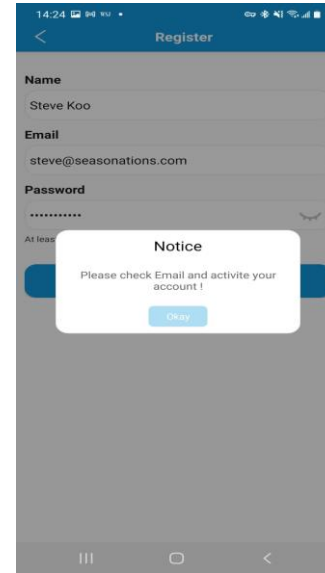 14:24
Register
Name
Steve Koo
Email
steve@seasonations.com
Password
•••••••••••
At leas
Notice
Please check Email and activite your
account !
Okay